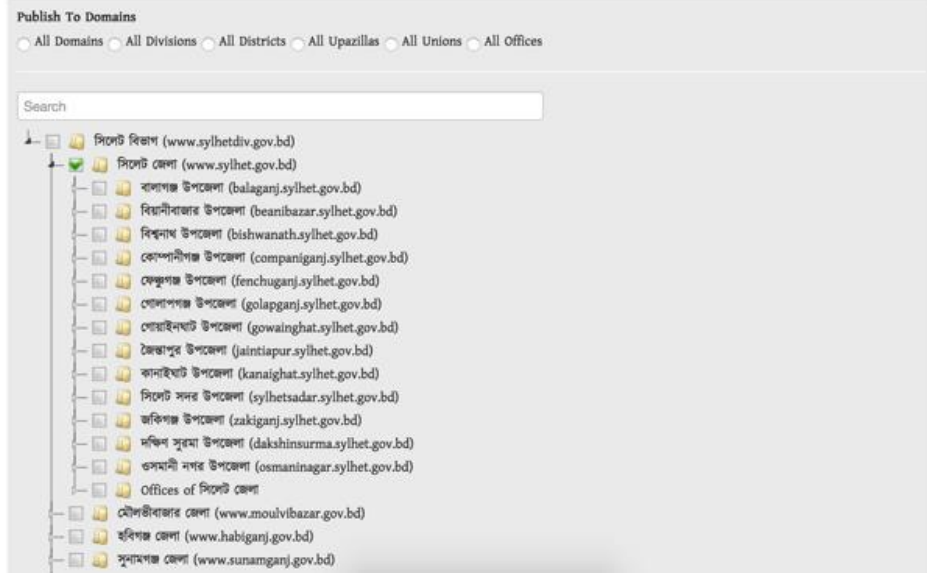 Publish To Domains
All Domains All Divisions All Districts All Upazillas All Unions All Offices
Search
সিলেট বিভাগ (www.sylhetdiv.gov.bd)
সিলেট জেলা (www.sylhet.gov.bd)
বালাগঞ্জ উপজেলা (balaganj.sylhet.gov.bd)
বিয়ানীবাজার উপজেলা (beanibazar.sylhet.gov.bd)
বিশ্বনাথ উপজেলা (bishwanath.sylhet.gov.bd)
কোম্পানীগঞ্জ উপজেলা (companiganj.sylhet.gov.bd)
ফেঞ্চুগঞ্জ উপজেলা (fenchuganj.sylhet.gov.bd)
গোলাপগঞ্জ উপজেলা (golapganj.sylhet.gov.bd)
গোয়াইনঘাট উপজেলা (gowainghat.sylhet.gov.bd)
জৈন্তাপুর উপজেলা (jaintiapur.sylhet.gov.bd)
কানাইঘাট উপজেলা (kanaighat.sylhet.gov.bd)
সিলেট সদর উপজেলা (sylhetsadar.sylhet.gov.bd)
জকিগঞ্জ উপজেলা (zakiganj.sylhet.gov.bd)
দক্ষিণ সুরমা উপজেলা (dakshinsurma.sylhet.gov.bd)
ওসমানী নগর উপজেলা (osmaninagar.sylhet.gov.bd)
Offices of সিলেট জেলা
মৌলভীবাজার জেলা (www.moulvibazar.gov.bd)
হবিগঞ্জ জেলা (www.habiganj.gov.bd)
সুনামগঞ্জ জেলা (www.sunamganj.gov.bd)